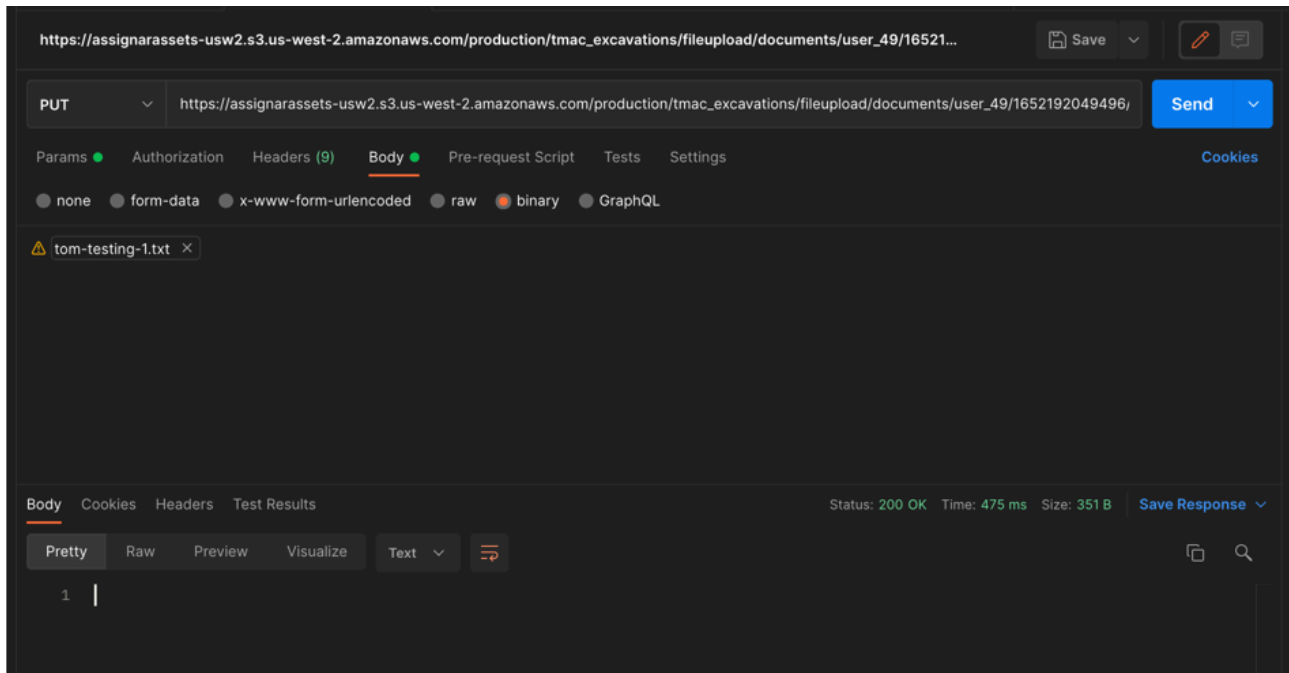 https://assignarassets-usw2.s3.us-west-2.amazonaws.com/production/tmac_excavations/fileupload/documents/user_49/16521... Save
PUT https://assignarassets-usw2.s3.us-west-2.amazonaws.com/production/tmac_excavations/fileupload/documents/user_49/1652192049496/ Send
Params Authorization Headers (9) Body Pre-request Script Tests Settings Cookies
none form-data x-www-form-urlencoded raw binary GraphQL
tom-testing-1.txt
Body Cookies Headers Test Results Status: 200 OK Time: 475 ms Size: 351 B Save Response
Pretty Raw Preview Visualize Text
1